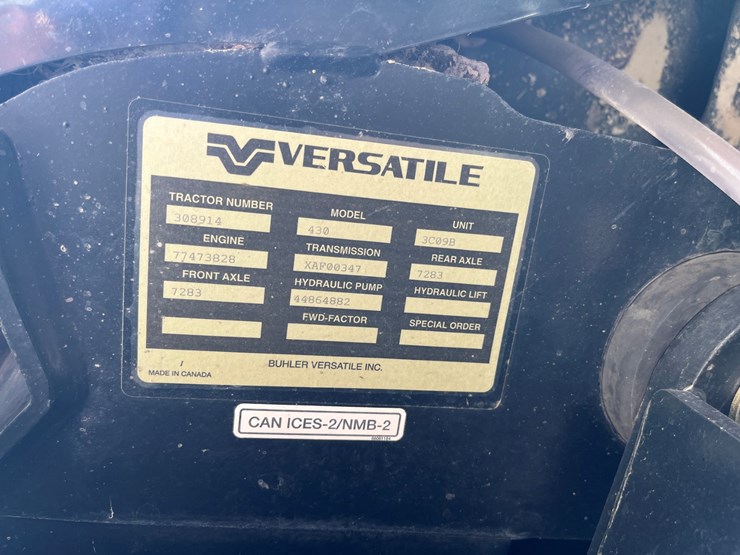 VERSATILE
TRACTOR NUMBER MODEL UNIT
308914 430 3C09B
ENGINE TRANSMISSION REAR AXLE
77473828 XAF00347 7283
FRONT AXLE HYDRAULIC PUMP HYDRAULIC LIFT
7283 44864882
FWD-FACTOR SPECIAL ORDER
BUHLER VERSATILE INC.
MADE IN CANADA
CAN ICES-2/NMB-2